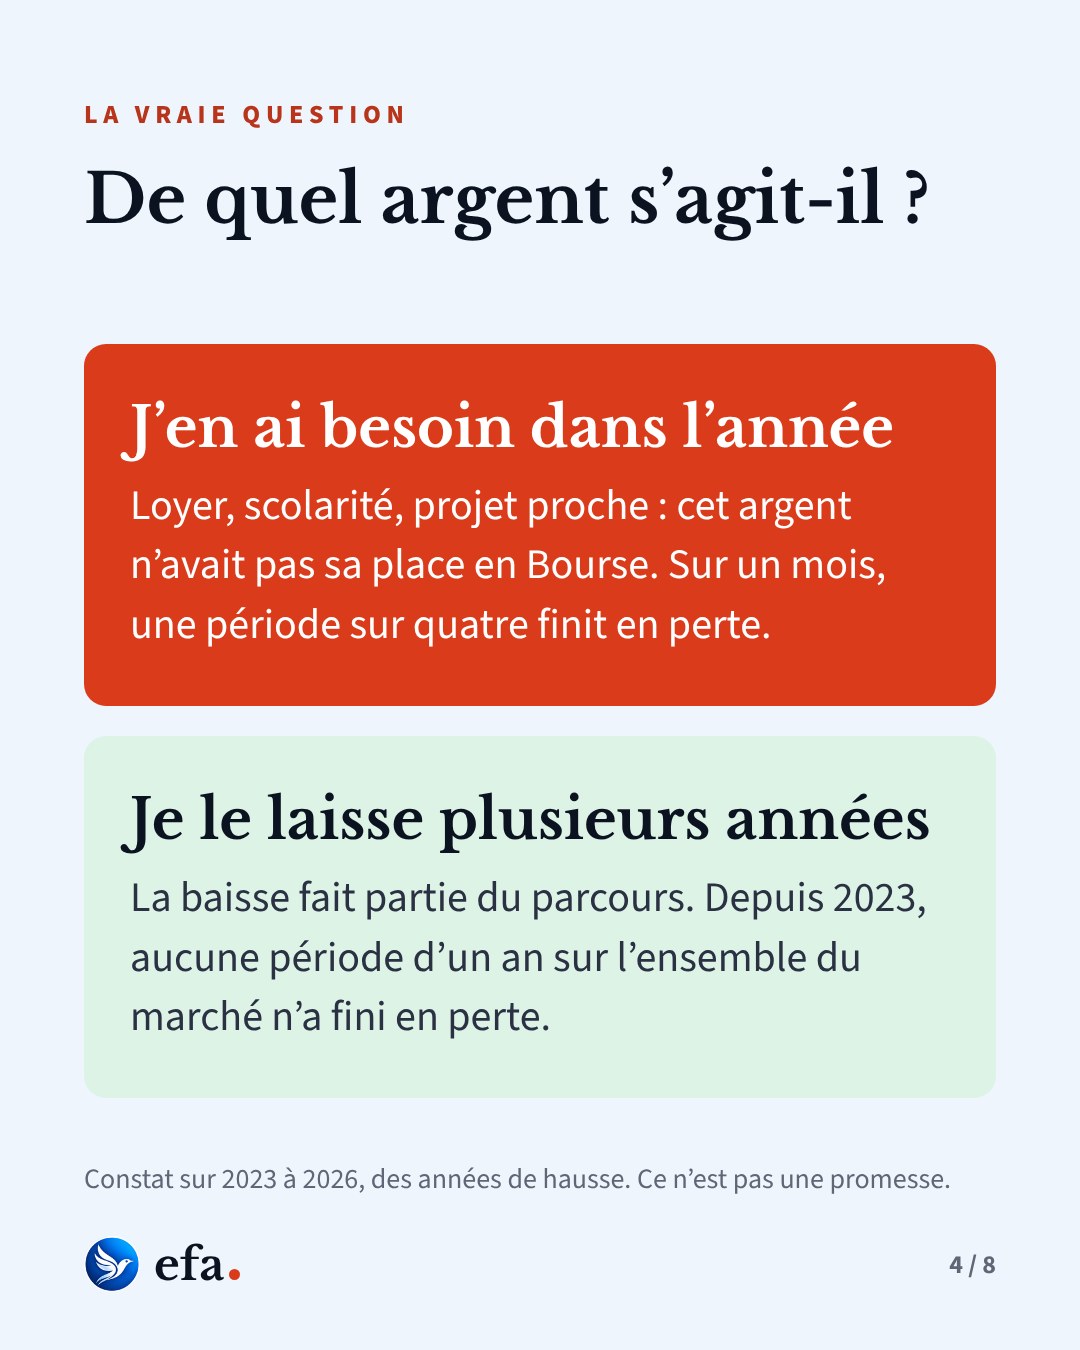 LA VRAIE QUESTION
De quel argent s’agit-il ?
J’en ai besoin dans l’année
Loyer, scolarité, projet proche : cet argent
n’avait pas sa place en Bourse. Sur un mois,
une période sur quatre finit en perte.
Je le laisse plusieurs années
La baisse fait partie du parcours. Depuis 2023,
aucune période d’un an sur l’ensemble du
marché n’a fini en perte.
Constat sur 2023 à 2026, des années de hausse. Ce n’est pas une promesse.
efa.
4 / 8